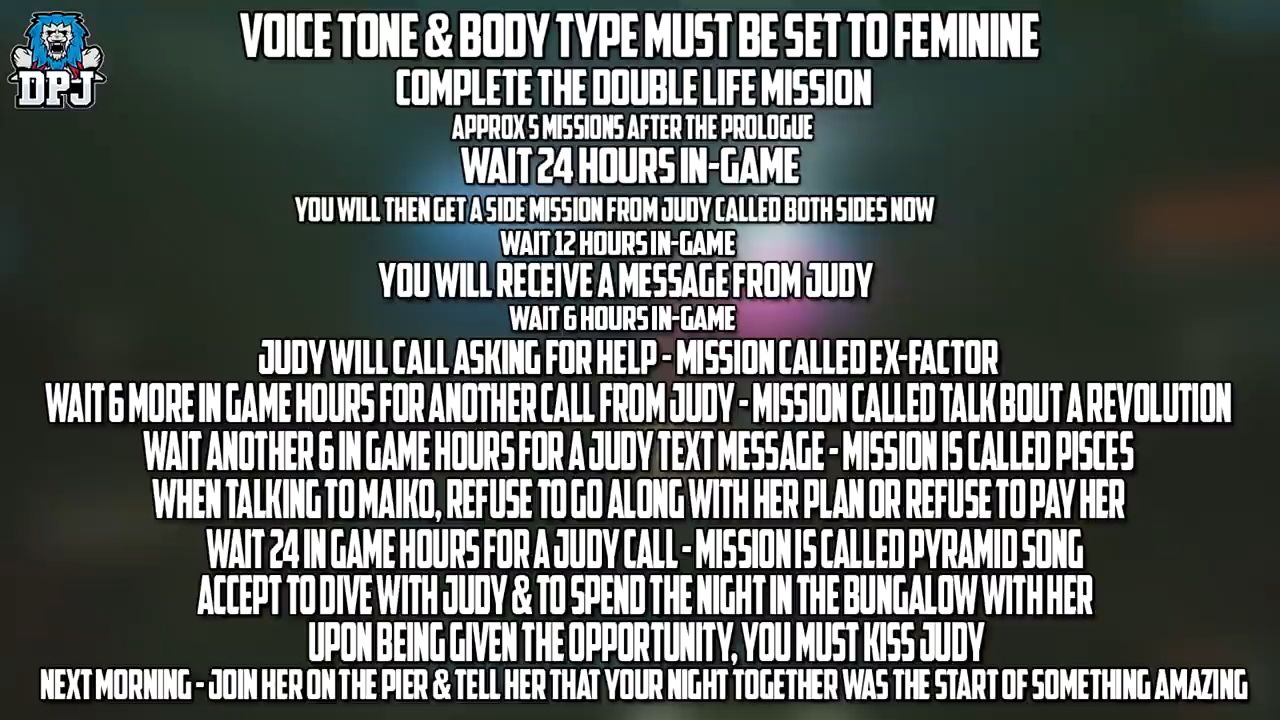 DPJ
VOICE TONE & BODY TYPE MUST BE SET TO FEMININE
COMPLETE THE DOUBLE LIFE MISSION
APPROX 5 MISSIONS AFTER THE PROLOGUE
WAIT 24 HOURS IN-GAME
YOU WILL THEN GET A SIDE MISSION FROM JUDY CALLED BOTH SIDES NOW
WAIT 12 HOURS IN-GAME
YOU WILL RECEIVE A MESSAGE FROM JUDY
WAIT 6 HOURS IN-GAME
JUDY WILL CALL ASKING FOR HELP - MISSION CALLED EX-FACTOR
WAIT 6 MORE IN GAME HOURS FOR ANOTHER CALL FROM JUDY - MISSION CALLED TALK BOUT A REVOLUTION
WAIT ANOTHER 6 IN GAME HOURS FOR A JUDY TEXT MESSAGE - MISSION IS CALLED PISCES
WHEN TALKING TO MAIKO, REFUSE TO GO ALONG WITH HER PLAN OR REFUSE TO PAY HER
WAIT 24 IN GAME HOURS FOR A JUDY CALL - MISSION IS CALLED PYRAMID SONG
ACCEPT TO DIVE WITH JUDY & TO SPEND THE NIGHT IN THE BUNGALOW WITH HER
UPON BEING GIVEN THE OPPORTUNITY, YOU MUST KISS JUDY
NEXT MORNING - JOIN HER ON THE PIER & TELL HER THAT YOUR NIGHT TOGETHER WAS THE START OF SOMETHING AMAZING